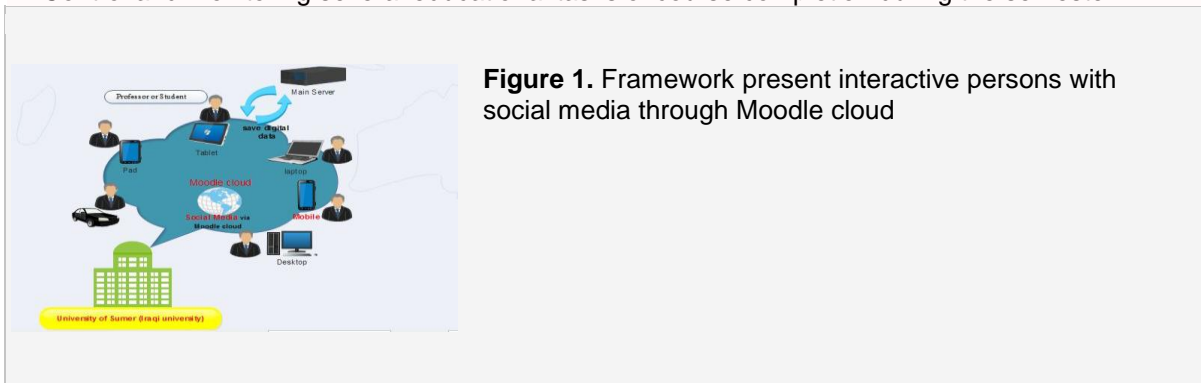 Figure 1. Framework present interactive persons with
social media through Moodle cloud
Main Server
Professor or Student
save digital
data
Tablet
Pad
laptop
Moodle cloud
Social Media via
Moodle cloud
Mobile
Desktop
University of Sumer (Iraqi university)